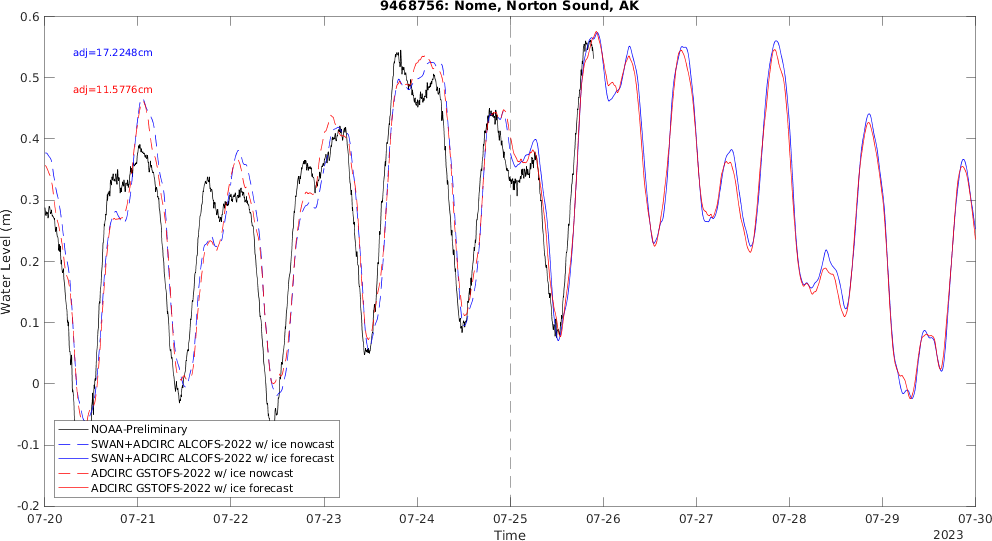 9468756: Nome, Norton Sound, AK
0.6
adj=17.2248cm
0.5
adj=11.5776cm
0.4
0.3
0.2
0.1
0
-0.1
-0.2
Water Level (m)
NOAA-Preliminary
SWAN+ADCIRC ALCOFS-2022 w/ ice nowcast
SWAN+ADCIRC ALCOFS-2022 w/ ice forecast
ADCIRC GSTOFS-2022 w/ ice nowcast
ADCIRC GSTOFS-2022 w/ ice forecast
07-20 07-21 07-22 07-23 07-24 07-25 07-26 07-27 07-28 07-29 07-30
Time
2023